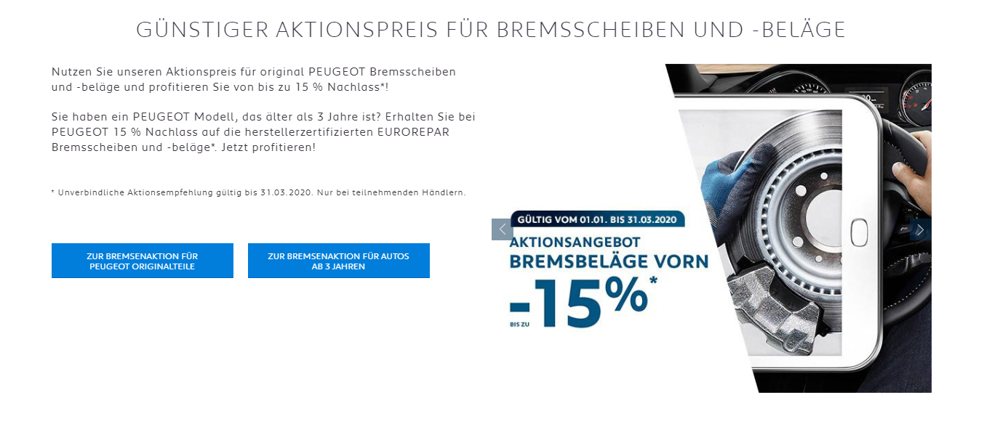 GÜNSTIGER AKTIONSPREIS FÜR BREMSSCHEIBEN UND -BELÄGE
Nutzen Sie unseren Aktionspreis für original PEUGEOT Bremsscheiben
und -beläge und profitieren Sie von bis zu 15 % Nachlass*!
Sie haben ein PEUGEOT Modell, das älter als 3 Jahre ist? Erhalten Sie bei
PEUGEOT 15 % Nachlass auf die herstellerzertifizierten EUROREPAR
Bremsscheiben und -beläge*. Jetzt profitieren!
* Unverbindliche Aktionsempfehlung gültig bis 31.03.2020. Nur bei teilnehmenden Händlern.
ZUR BREMSENAKTION FÜR
PEUGEOT ORIGINALTEILE
ZUR BREMSENAKTION FÜR AUTOS
AB 3 JAHREN
GÜLTIG VOM 01.01. BIS 31.03.2020
AKTIONSANGEBOT
BREMSBELÄGE VORN
BIS ZU -15%*